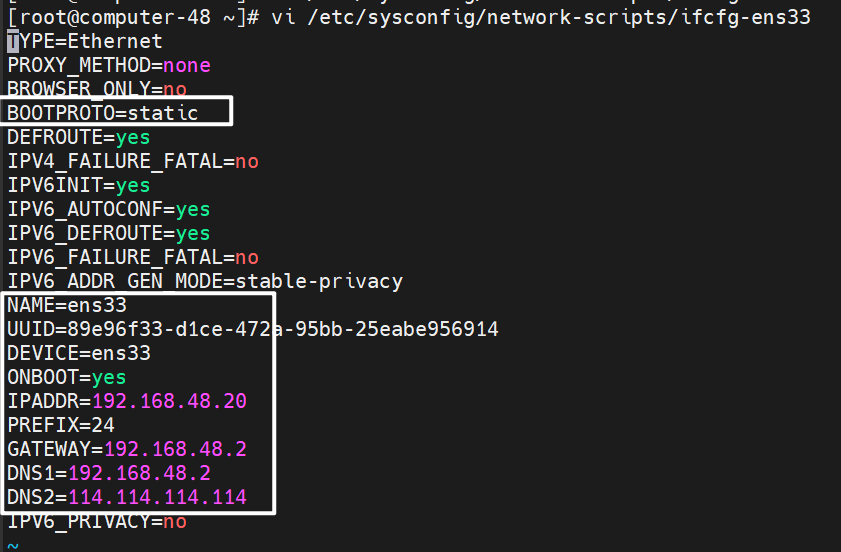 [root@computer-48 ~]# vi /etc/sysconfig/network-scripts/ifcfg-ens33
TYPE=Ethernet
PROXY_METHOD=none
BROWSER_ONLY=no
BOOTPROTO=static
DEFROUTE=yes
IPV4_FAILURE_FATAL=no
IPV6INIT=yes
IPV6_AUTOCONF=yes
IPV6_DEFROUTE=yes
IPV6_FAILURE_FATAL=no
IPV6_ADDR_GEN_MODE=stable-privacy
NAME=ens33
UUID=89e96f33-d1ce-472a-95bb-25eabe956914
DEVICE=ens33
ONBOOT=yes
IPADDR=192.168.48.20
PREFIX=24
GATEWAY=192.168.48.2
DNS1=192.168.48.2
DNS2=114.114.114.114
IPV6_PRIVACY=no
~